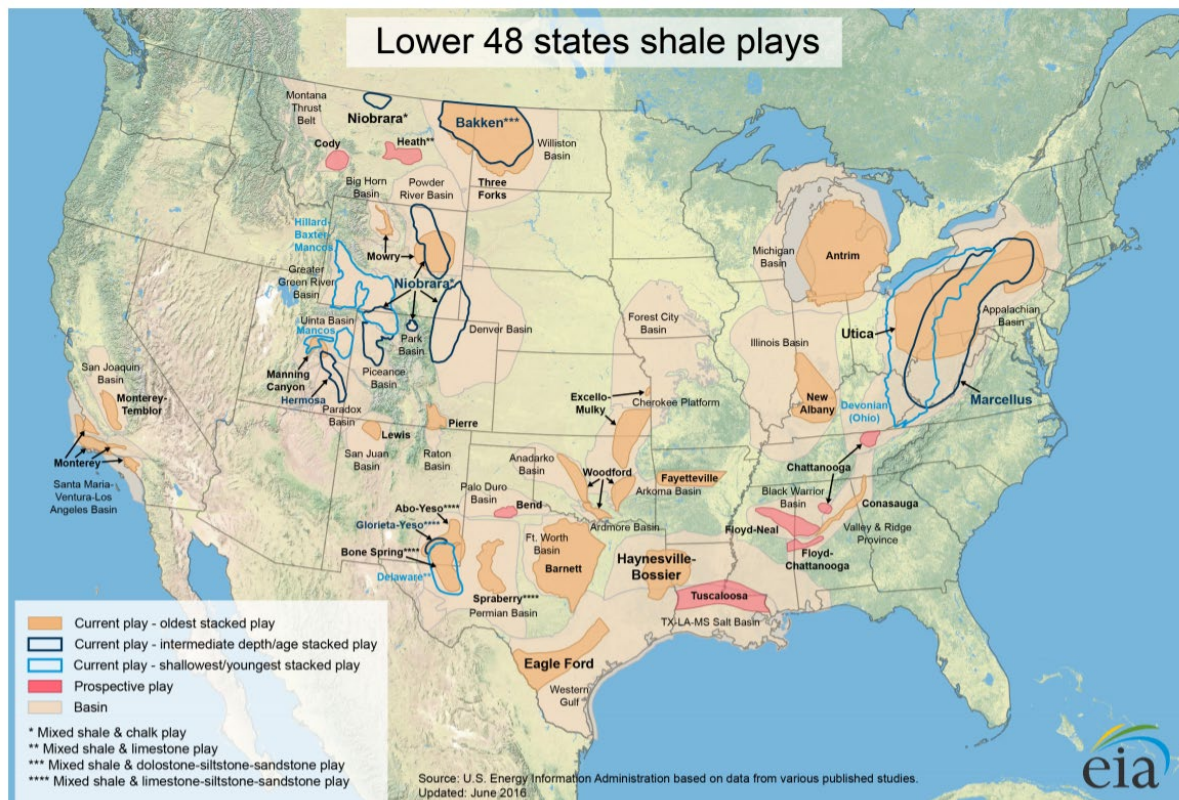 Lower 48 states shale plays
Montana
Thrust
Belt
Niobrara*
Bakken***
Cody
Heath**
Williston
Basin
Big Horn
Basin
Powder
River Basin
Three
Forks
Hillard-
Baxter-
Mancos
Mowry
Greater
Green River
Basin
Niobrara*
Michigan
Basin
Antrim
Uinta Basin
Mancos
Park
Basin
Denver Basin
Forest City
Basin
Illinois Basin
Utica
Appalachian
Basin
San Joaquin
Basin
Monterey-
Temblor
Manning
Canyon
Hermosa
Piceance
Basin
Paradox
Basin
Excello-
Mulky
Cherokee Platform
New
Albany
Devonian
(Ohio)
Marcellus
Monterey
Santa Maria-
Ventura-Los
Angeles Basin
Lewis
San Juan
Basin
Pierre
Raton
Basin
Anadarko
Basin
Woodford
Fayetteville
Arkoma Basin
Chattanooga
Palo Duro
Basin
Bend
Black Warrior
Basin
Conasauga
Abo-Yeso****
Glorieta-Yeso****
Ardmore Basin
Floyd-Neal
Valley & Ridge
Province
Bone Spring****
Delaware**
Ft. Worth
Basin
Barnett
Haynesville-
Bossier
Floyd-
Chattanooga
Spraberry****
Permian Basin
Tuscaloosa
TX-LA-MS Salt Basin
Eagle Ford
Western
Gulf
Current play - oldest stacked play
Current play - intermediate depth/age stacked play
Current play - shallowest/youngest stacked play
Prospective play
Basin
* Mixed shale & chalk play
** Mixed shale & limestone play
*** Mixed shale & dolostone-siltstone-sandstone play
**** Mixed shale & limestone-siltstone-sandstone play
Source: U.S. Energy Information Administration based on data from various published studies.
Updated: June 2016
eia